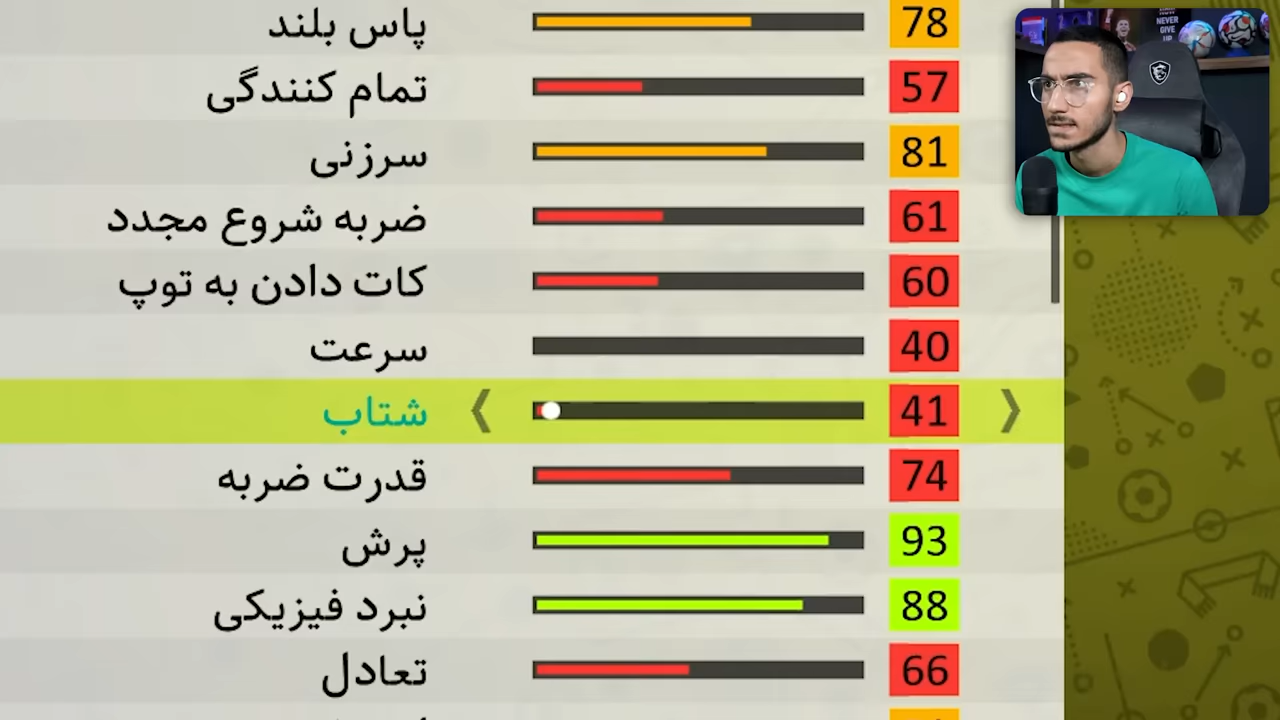 پاس بلند 78
تمام کنندگی 57
سرزنی 81
ضربه شروع مجدد 61
کات دادن به توپ 60
سرعت 40
شتاب 41
قدرت ضربه 74
پرش 93
نبرد فیزیکی 88
تعادل 66
NEVER
GIVE
UP